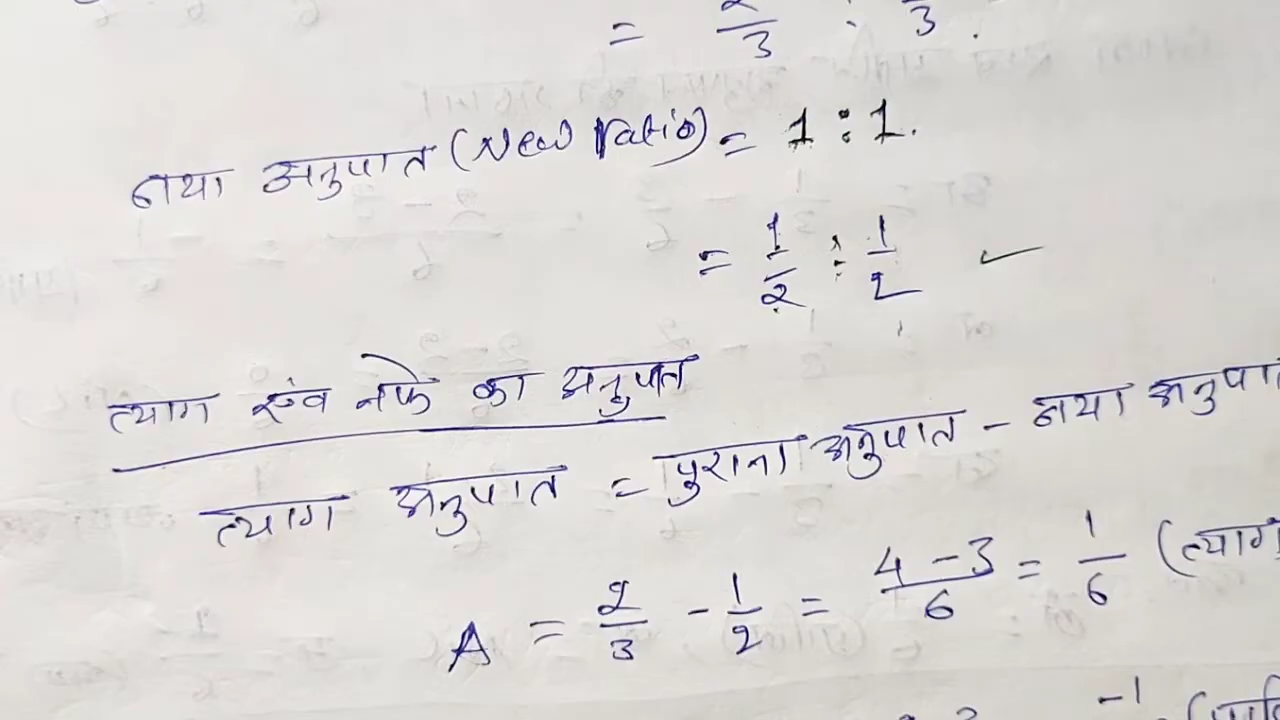 = 2/3 : /3.
नया अनुपात (New ratio) = 1 : 1.
= 1/2 : 1/2 ✓
त्याग एंव नफे का अनुपात
त्याग अनुपात = पुराना अनुपात - नया अनुपा
A = 2/3 - 1/2 = 4-3/6 = 1/6 (त्याग
-1